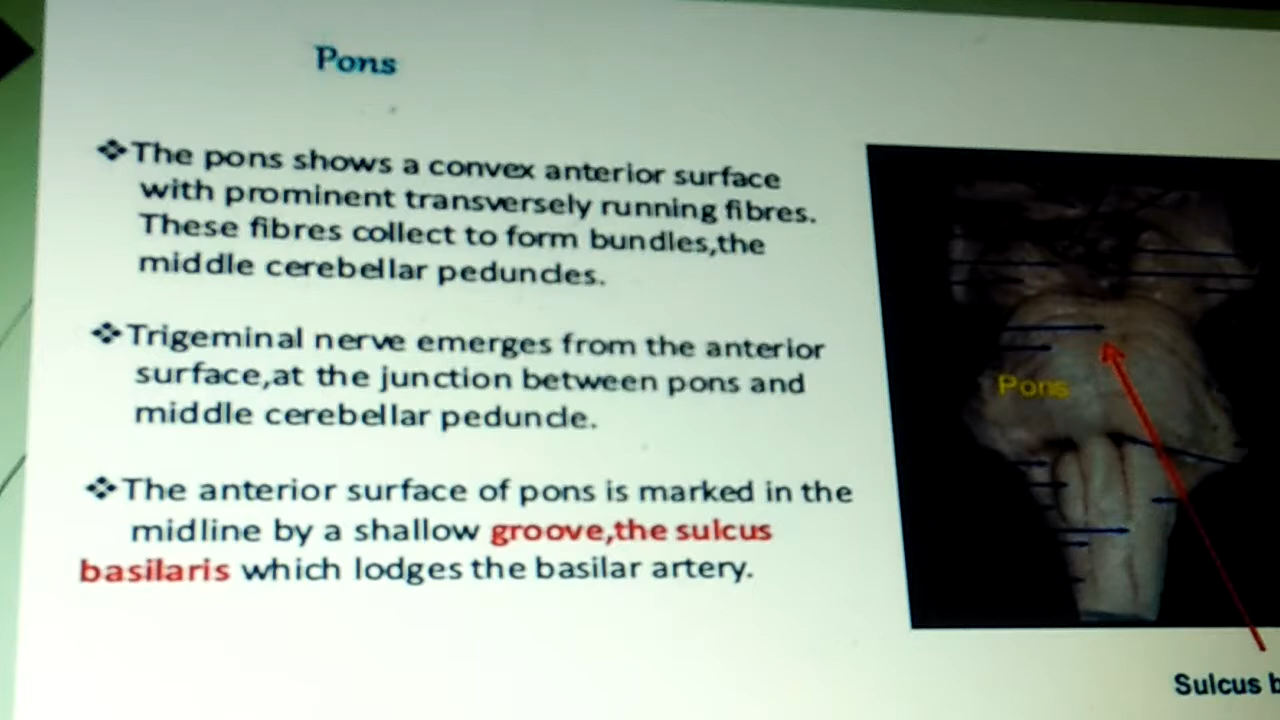 Pons
❖The pons shows a convex anterior surface
with prominent transversely running fibres.
These fibres collect to form bundles,the
middle cerebellar peduncles.
❖Trigeminal nerve emerges from the anterior
surface,at the junction between pons and
middle cerebellar peduncle.
❖The anterior surface of pons is marked in the
midline by a shallow groove,the sulcus
basilaris which lodges the basilar artery.
Pons
Sulcus b